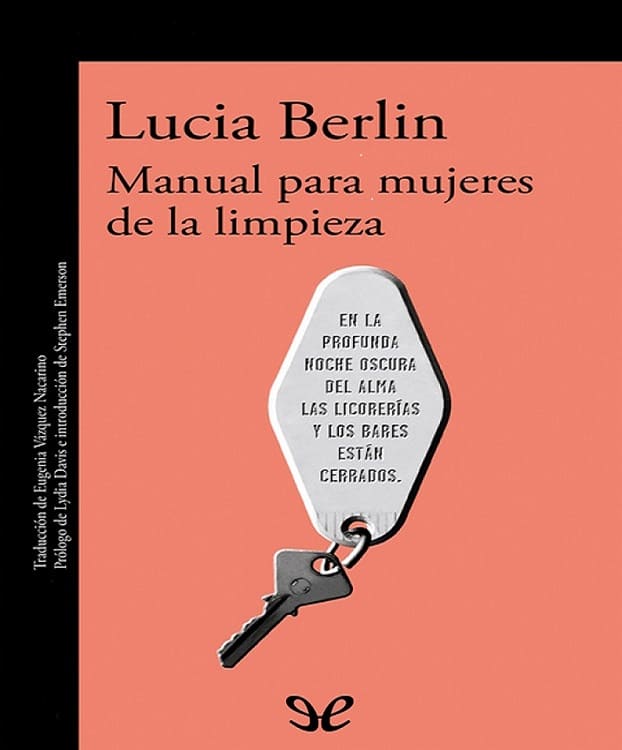 Lucia Berlin
Manual para mujeres
de la limpieza
EN LA
PROFUNDA
NOCHE OSCURA
DEL ALMA
LAS LICORERÍAS
Y LOS BARES
ESTÁN
CERRADOS.
Traducción de Eugenia Vázquez Nacarino
Prólogo de Lydia Davis e introducción de Stephen Emerson